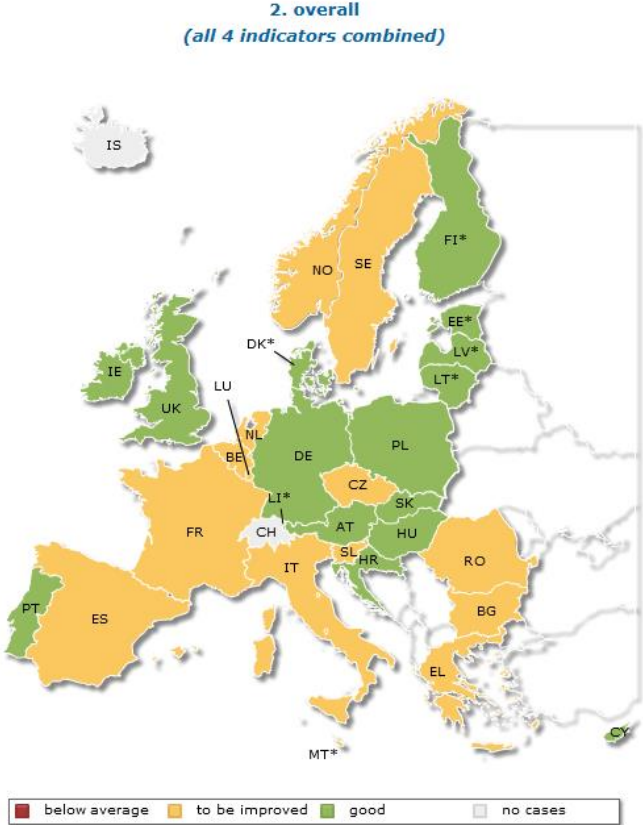 2. overall
(all 4 indicators combined)
IS
FI*
NO
SE
EE*
DK*
LV*
IE
LT*
LU
UK
NL
PL
BE
DE
CZ
LI*
SK
AT
FR
CH
HU
SL
HR
RO
IT
PT
ES
BG
EL
CY
MT*
below average to be improved good no cases